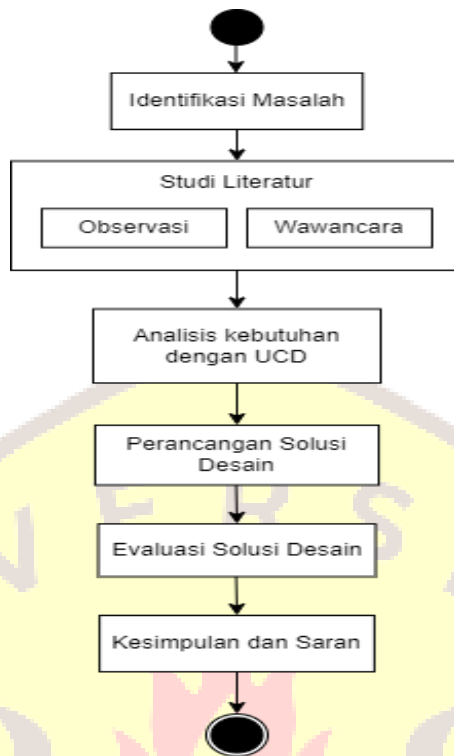 Identifikasi Masalah
Studi Literatur
Observasi
Wawancara
Analisis kebutuhan
dengan UCD
Perancangan Solusi
Desain
Evaluasi Solusi Desain
Kesimpulan dan Saran